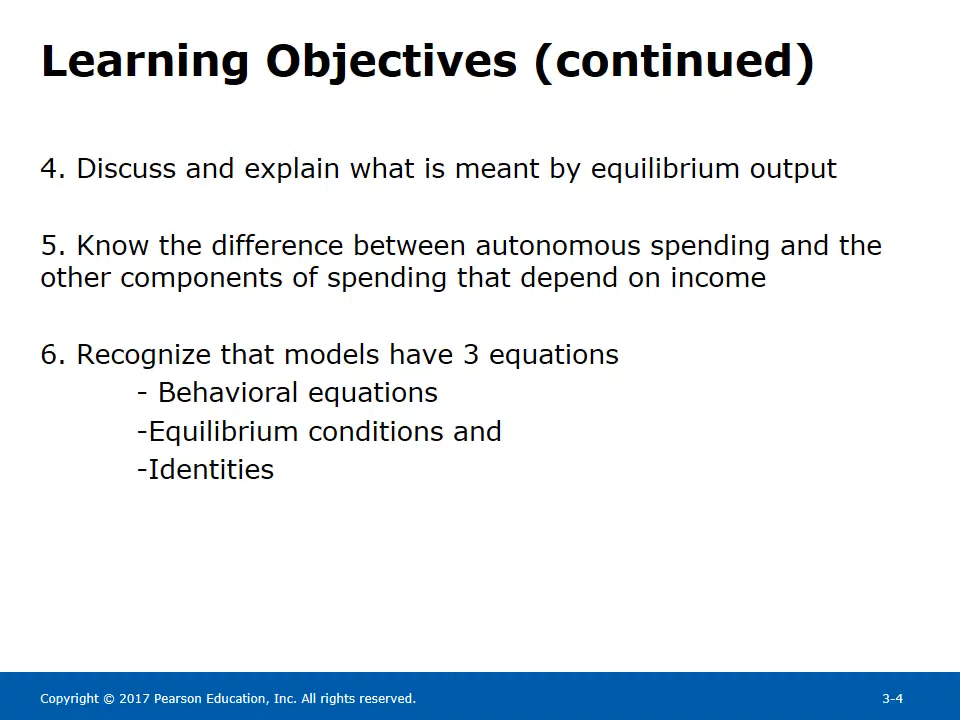 Learning Objectives (continued)
4. Discuss and explain what is meant by equilibrium output
5. Know the difference between autonomous spending and the
other components of spending that depend on income
6. Recognize that models have 3 equations
- Behavioral equations
-Equilibrium conditions and
-Identities
Copyright © 2017 Pearson Education, Inc. All rights reserved.
3-4